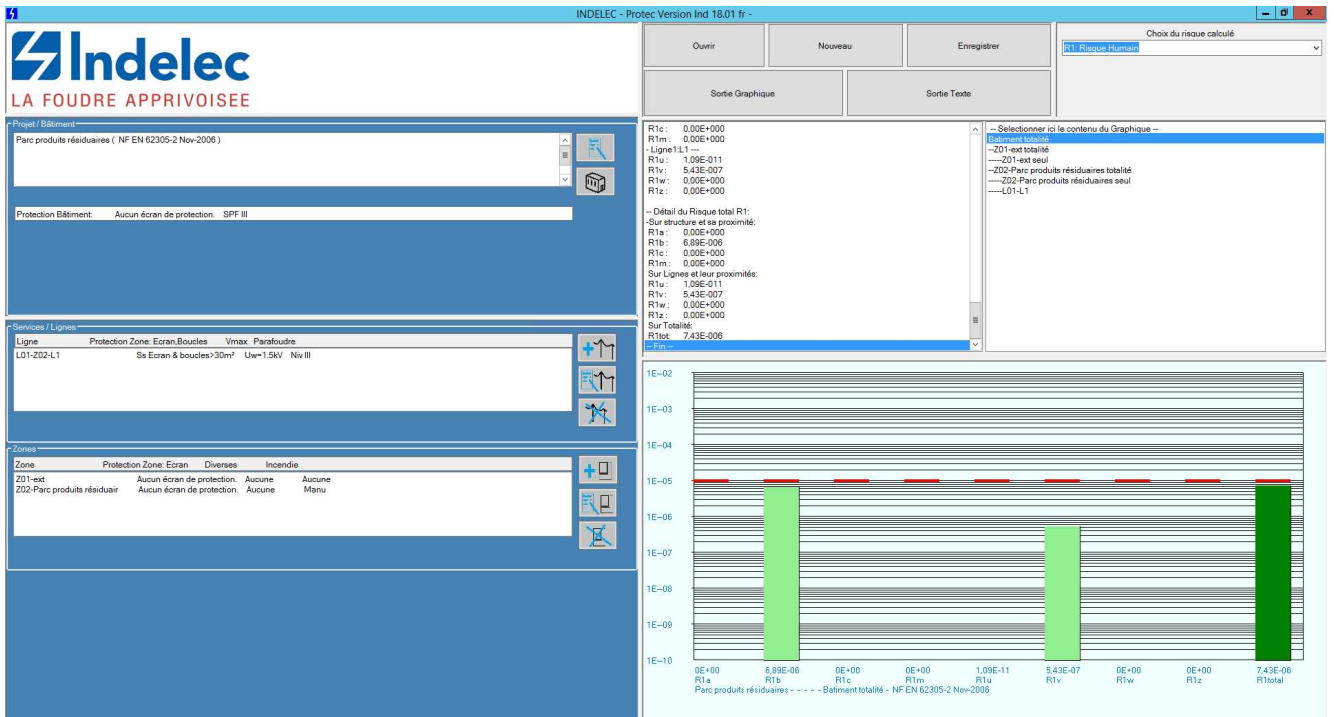 INDELEC - Protec Version Ind 18.01 fr -
Indelec
LA FOUDRE APPRIVOISEE
Ouvrir
Nouveau
Enregistrer
Sortie Graphique
Sortie Texte
Choix du risque calculé
R1: Risque Humain
Projet / Bâtiment
Parc produits résiduaires ( NF EN 62305-2 Nov-2006 )
Protection Bâtiment: Aucun écran de protection. SPF III
Services / Lignes
Ligne Protection Zone: Ecran,Boucles Vmax Parafoudre
L01-Z02-L1 Ss Ecran & boucles>30m² Uw=1.5kV Niv III
Zones
Zone Protection Zone: Ecran Diverses Incendie
Z01-ext Aucun écran de protection. Aucune Aucune
Z02-Parc produits résiduair Aucun écran de protection. Aucune Manu
R1c : 0,00E+000
R1m : 0,00E+000
- Ligne1:L1 ---
R1u : 1,09E-011
R1v : 5,43E-007
R1w : 0,00E+000
R1z : 0,00E+000
-- Détail du Risque total R1:
-Sur structure et sa proximité:
R1a : 0,00E+000
R1b : 6,89E-006
R1c : 0,00E+000
R1m : 0,00E+000
Sur Lignes et leur proximités:
R1u : 1,09E-011
R1v : 5,43E-007
R1w : 0,00E+000
R1z : 0,00E+000
Sur Totalité:
R1tot: 7,43E-006
-- Fin --
-- Selectionner ici le contenu du Graphique --
Batiment totalité
--Z01-ext totalité
-----Z01-ext seul
--Z02-Parc produits résiduaires totalité
-----Z02-Parc produits résiduaires seul
-----L01-L1
1E-02
1E-03
1E-04
1E-05
1E-06
1E-07
1E-08
1E-09
1E-10
0E+00 6,89E-06 0E+00 0E+00 1,09E-11 5,43E-07 0E+00 0E+00 7,43E-06
R1a R1b R1c R1m R1u R1v R1w R1z R1total
Parc produits résiduaires - - - - - Batiment totalité - NF EN 62305-2 Nov-2006